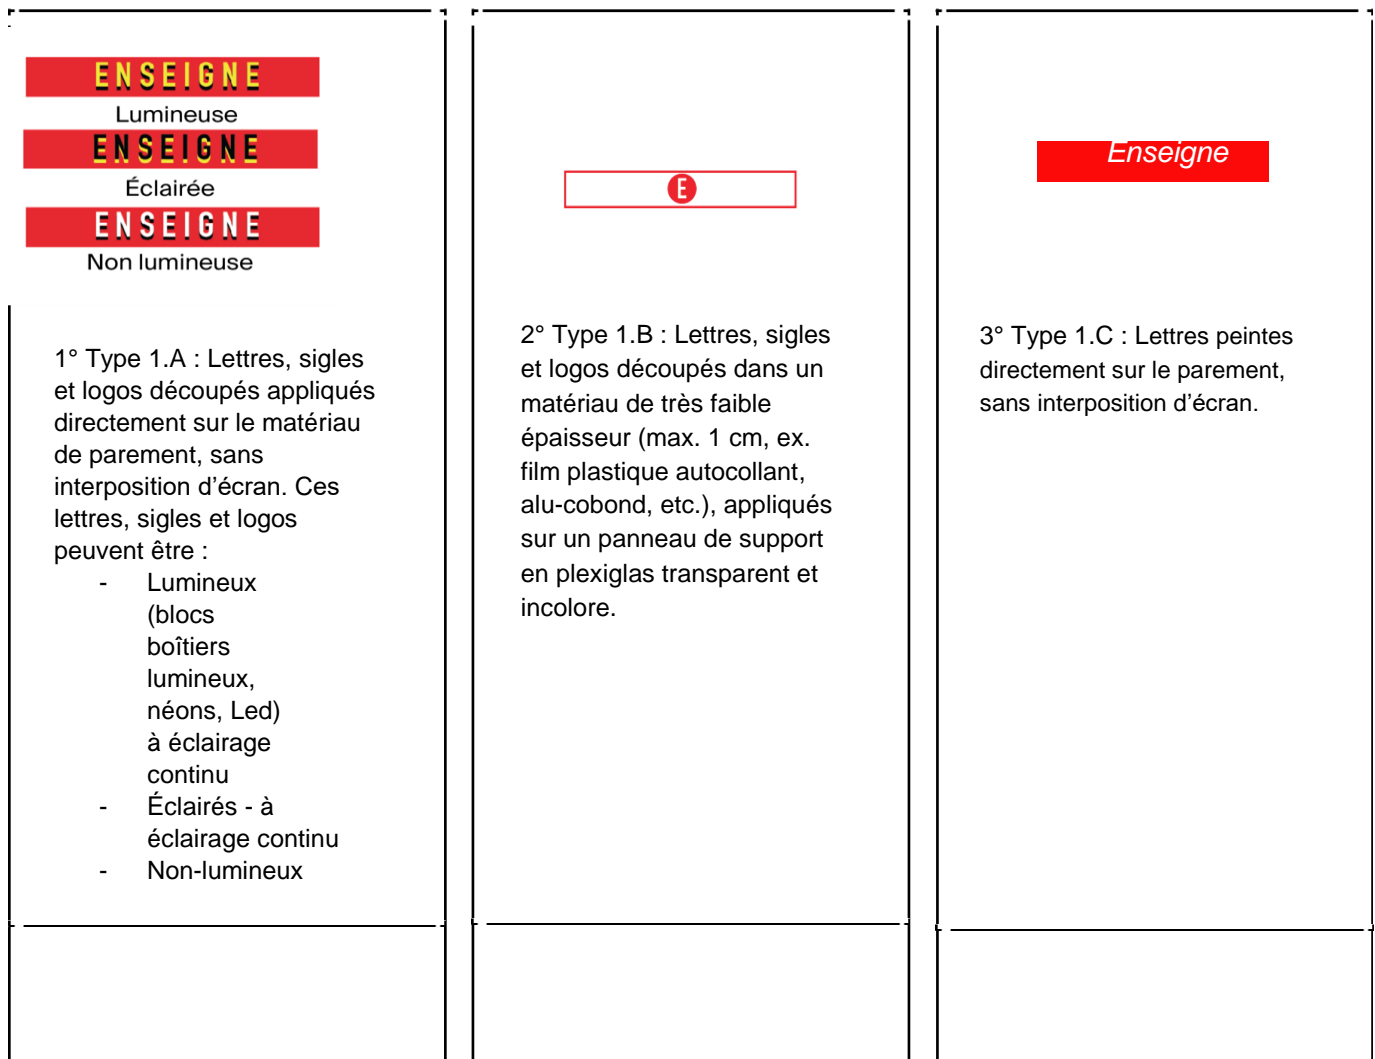 ENSEIGNE
Lumineuse
ENSEIGNE
Éclairée
ENSEIGNE
Non lumineuse
1° Type 1.A : Lettres, sigles
et logos découpés appliqués
directement sur le matériau
de parement, sans
interposition d'écran. Ces
lettres, sigles et logos
peuvent être :
- Lumineux
(blocs
boîtiers
lumineux,
néons, Led)
à éclairage
continu
- Éclairés - à
éclairage continu
- Non-lumineux
E
2° Type 1.B : Lettres, sigles
et logos découpés dans un
matériau de très faible
épaisseur (max. 1 cm, ex.
film plastique autocollant,
alu-cobond, etc.), appliqués
sur un panneau de support
en plexiglas transparent et
incolore.
Enseigne
3° Type 1.C : Lettres peintes
directement sur le parement,
sans interposition d'écran.